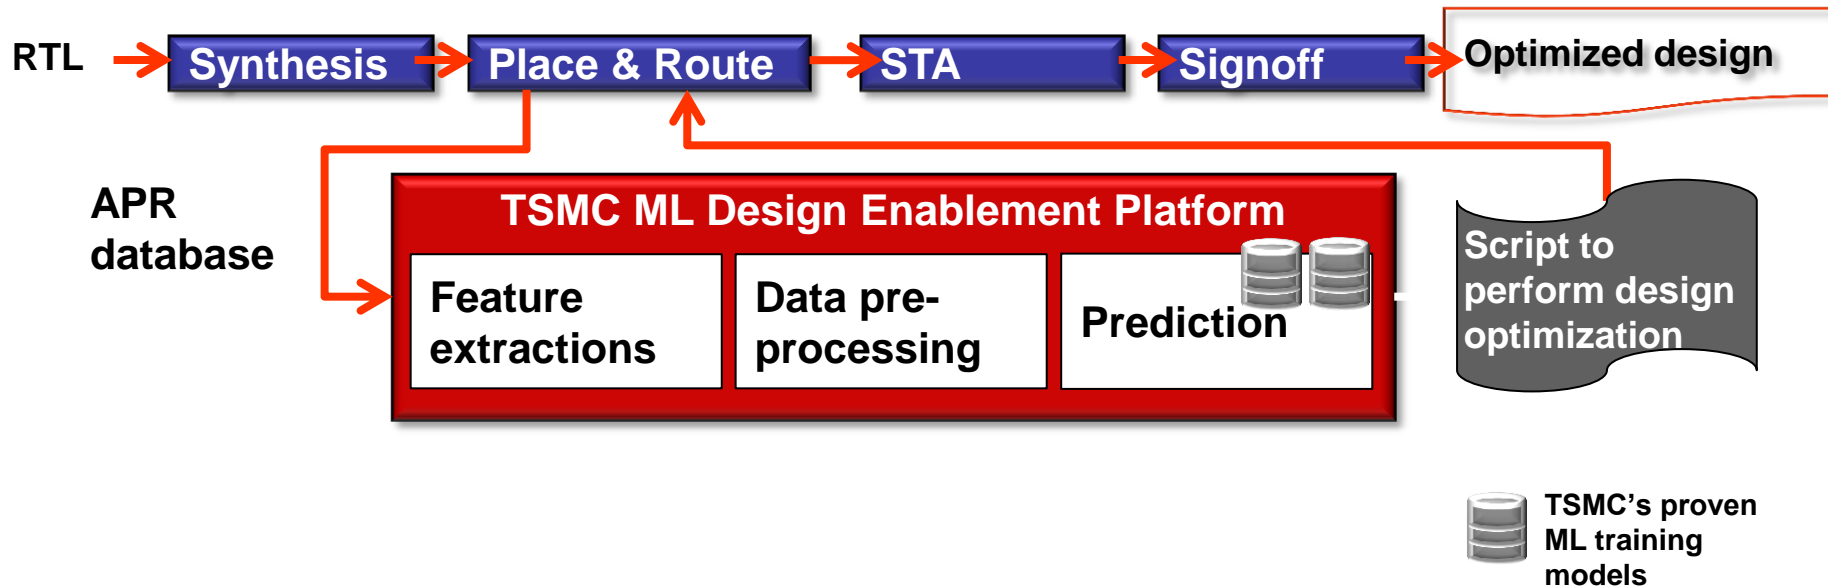 RTL
Synthesis
Place & Route
STA
Signoff
Optimized design
APR
database
TSMC ML Design Enablement Platform
Feature
extractions
Data pre-
processing
Prediction
Script to
perform design
optimization
TSMC's proven
ML training
models